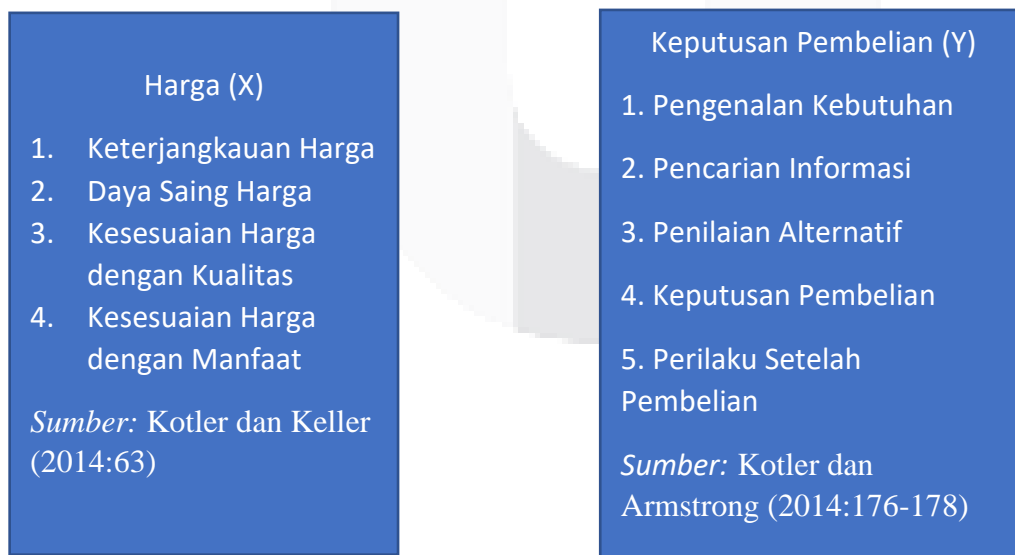 Harga (X)
1. Keterjangkauan Harga
2. Daya Saing Harga
3. Kesesuaian Harga
dengan Kualitas
4. Kesesuaian Harga
dengan Manfaat
Sumber: Kotler dan Keller
(2014:63)
Keputusan Pembelian (Y)
1. Pengenalan Kebutuhan
2. Pencarian Informasi
3. Penilaian Alternatif
4. Keputusan Pembelian
5. Perilaku Setelah
Pembelian
Sumber: Kotler dan
Armstrong (2014:176-178)